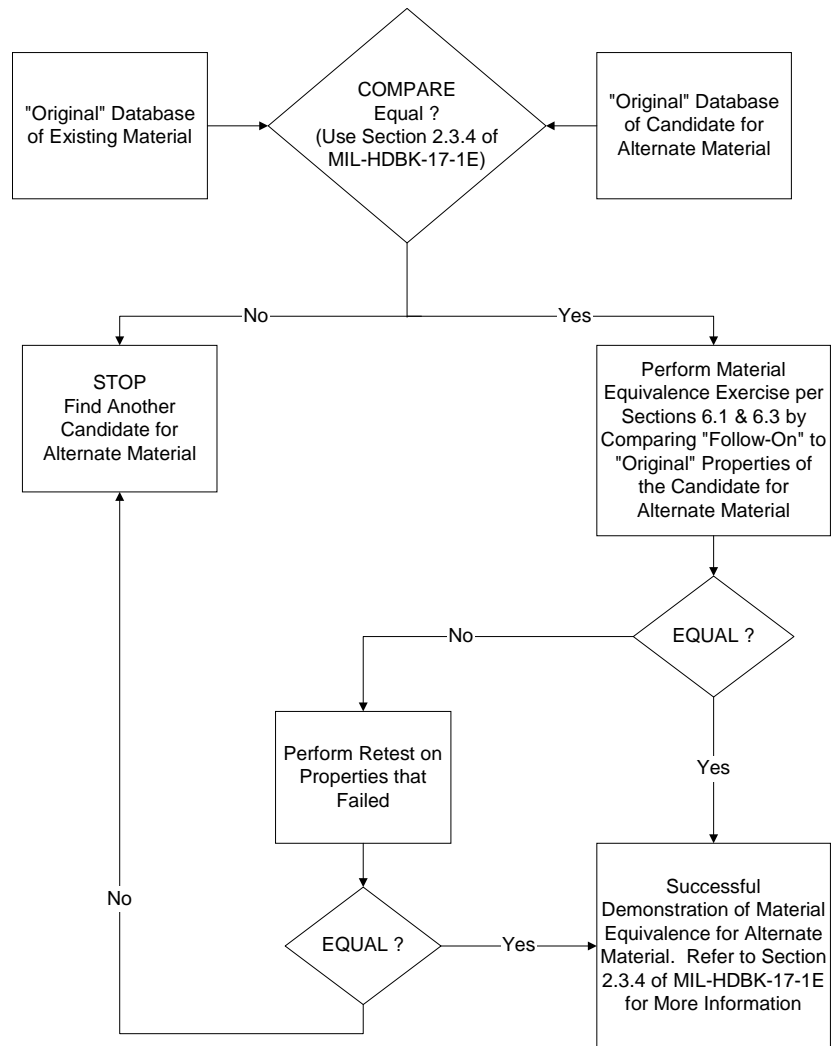 "Original" Database
of Existing Material
COMPARE
Equal ?
(Use Section 2.3.4 of
MIL-HDBK-17-1E)
"Original" Database
of Candidate for
Alternate Material
No
Yes
STOP
Find Another
Candidate for
Alternate Material
Perform Material
Equivalence Exercise per
Sections 6.1 & 6.3 by
Comparing "Follow-On" to
"Original" Properties of
the Candidate for
Alternate Material
No
EQUAL ?
Perform Retest on
Properties that
Failed
Yes
No
EQUAL ?
Yes
Successful
Demonstration of Material
Equivalence for Alternate
Material.  Refer to Section
2.3.4 of MIL-HDBK-17-1E
for More Information